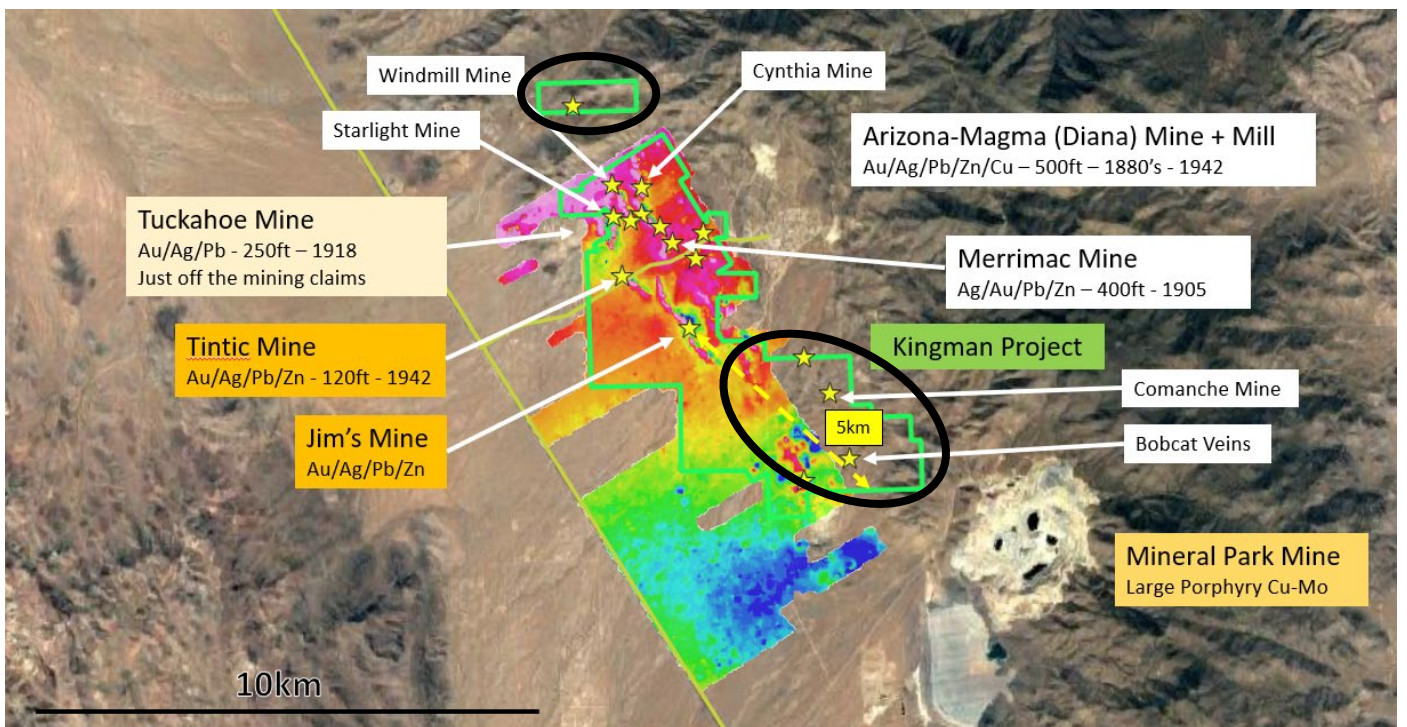 Windmill Mine
Cynthia Mine
Starlight Mine
Arizona-Magma (Diana) Mine + Mill
Au/Ag/Pb/Zn/Cu – 500ft – 1880's - 1942
Tuckahoe Mine
Au/Ag/Pb - 250ft – 1918
Just off the mining claims
Merrimac Mine
Ag/Au/Pb/Zn – 400ft - 1905
Tintic Mine
Au/Ag/Pb/Zn - 120ft - 1942
Kingman Project
Comanche Mine
5km
Jim's Mine
Au/Ag/Pb/Zn
Bobcat Veins
Mineral Park Mine
Large Porphyry Cu-Mo
10km